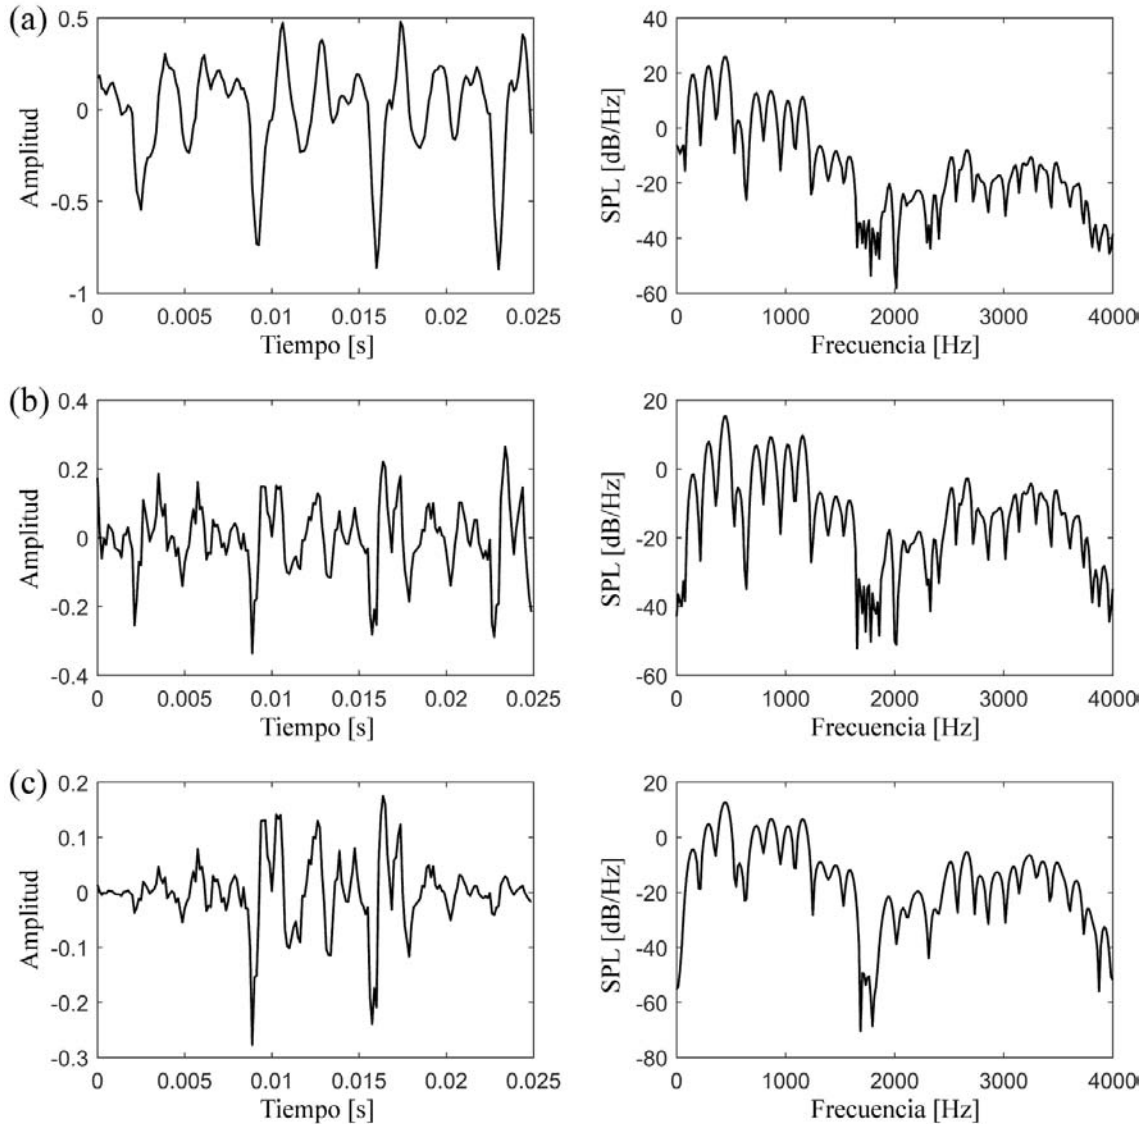 (a)
0.5
0
-0.5
-1
Amplitud
0 0.005 0.01 0.015 0.02 0.025
Tiempo [s]
40
20
0
-20
-40
-60
SPL [dB/Hz]
0 1000 2000 3000 4000
Frecuencia [Hz]
(b)
0.4
0.2
0
-0.2
-0.4
Amplitud
0 0.005 0.01 0.015 0.02 0.025
Tiempo [s]
20
0
-20
-40
-60
SPL [dB/Hz]
0 1000 2000 3000 4000
Frecuencia [Hz]
(c)
0.2
0.1
0
-0.1
-0.2
-0.3
Amplitud
0 0.005 0.01 0.015 0.02 0.025
Tiempo [s]
20
0
-20
-40
-60
-80
SPL [dB/Hz]
0 1000 2000 3000 4000
Frecuencia [Hz]